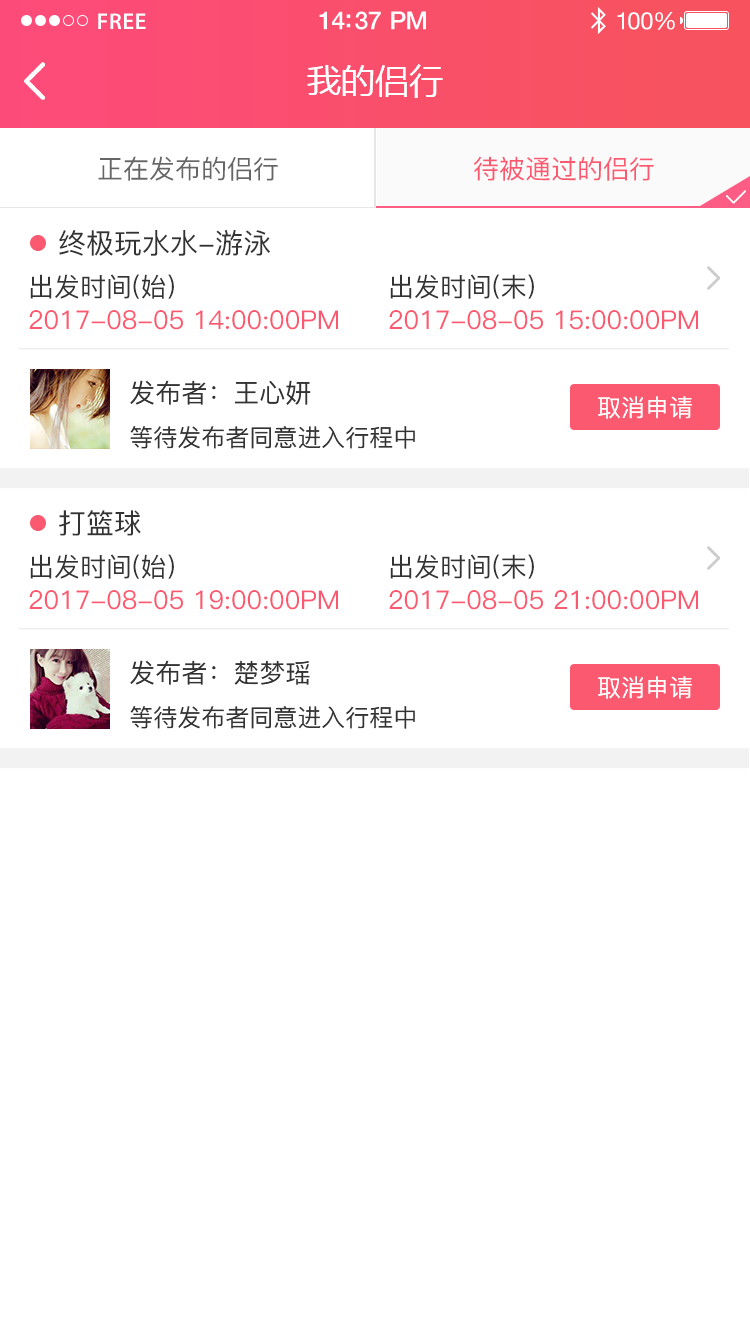 FREE 14:37 PM 100%
我的侣行
正在发布的侣行 待被通过的侣行
终极玩水水-游泳
出发时间(始) 出发时间(末)
2017-08-05 14:00:00PM 2017-08-05 15:00:00PM
发布者：王心妍
取消申请
等待发布者同意进入行程中
打篮球
出发时间(始) 出发时间(末)
2017-08-05 19:00:00PM 2017-08-05 21:00:00PM
发布者：楚梦瑶
取消申请
等待发布者同意进入行程中